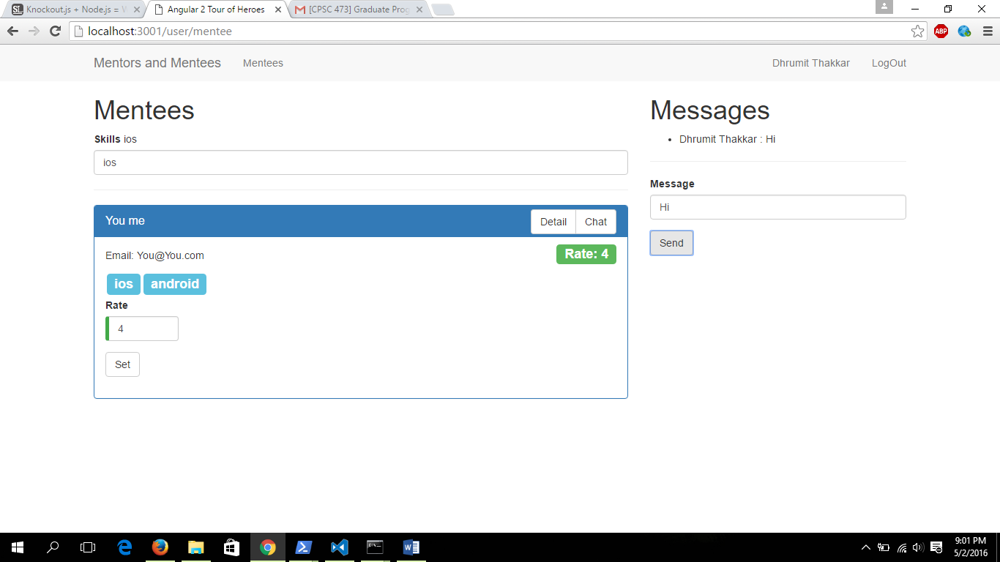 Knockout.js + Node.js =
Angular 2 Tour of Heroes
[CPSC 473] Graduate
localhost:3001/user/mentee
ABP
Mentors and Mentees Mentees Dhrumit Thakkar LogOut
Mentees
Skills ios
ios
You me Detail Chat
Email: You@You.com Rate: 4
ios android
Rate
4
Set
Messages
Dhrumit Thakkar : Hi
Message
Hi
Send
9:01 PM
5/2/2016